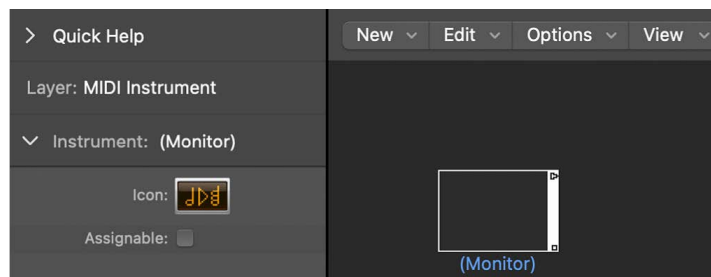 Quick Help
New Edit Options View
Layer: MIDI Instrument
Instrument: (Monitor)
Icon:
Assignable:
(Monitor)